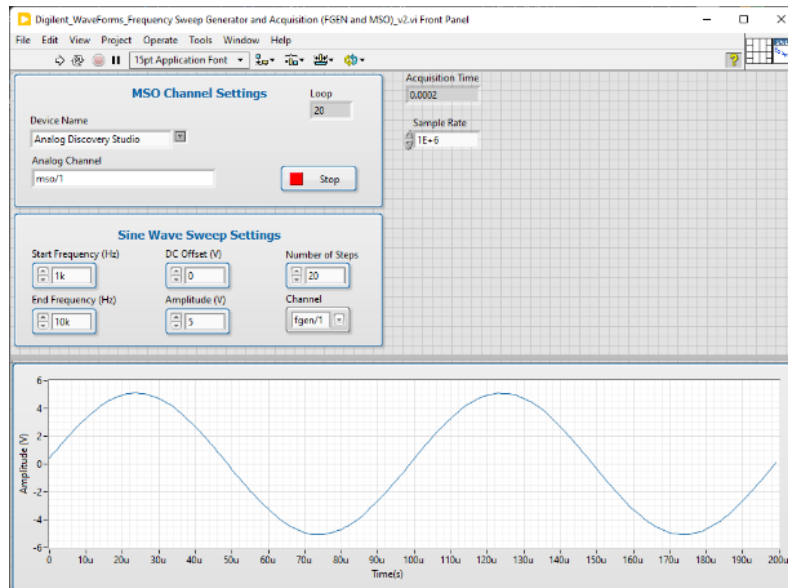 Digilent_WaveForms_Frequency Sweep Generator and Acquisition (FGEN and MSO)_v2.vi Front Panel
File Edit View Project Operate Tools Window Help
15pt Application Font
MSO Channel Settings
Loop
20
Device Name
Analog Discovery Studio
Analog Channel
mso/1
Stop
Acquisition Time
0.0002
Sample Rate
1E+6
Sine Wave Sweep Settings
Start Frequency (Hz) DC Offset (V) Number of Steps
1k 0 20
End Frequency (Hz) Amplitude (V) Channel
10k 5 fgen/1
Amplitude (V)
6
4
2
0
-2
-4
-6
0 10u 20u 30u 40u 50u 60u 70u 80u 90u 100u 110u 120u 130u 140u 150u 160u 170u 180u 190u 200u
Time(s)